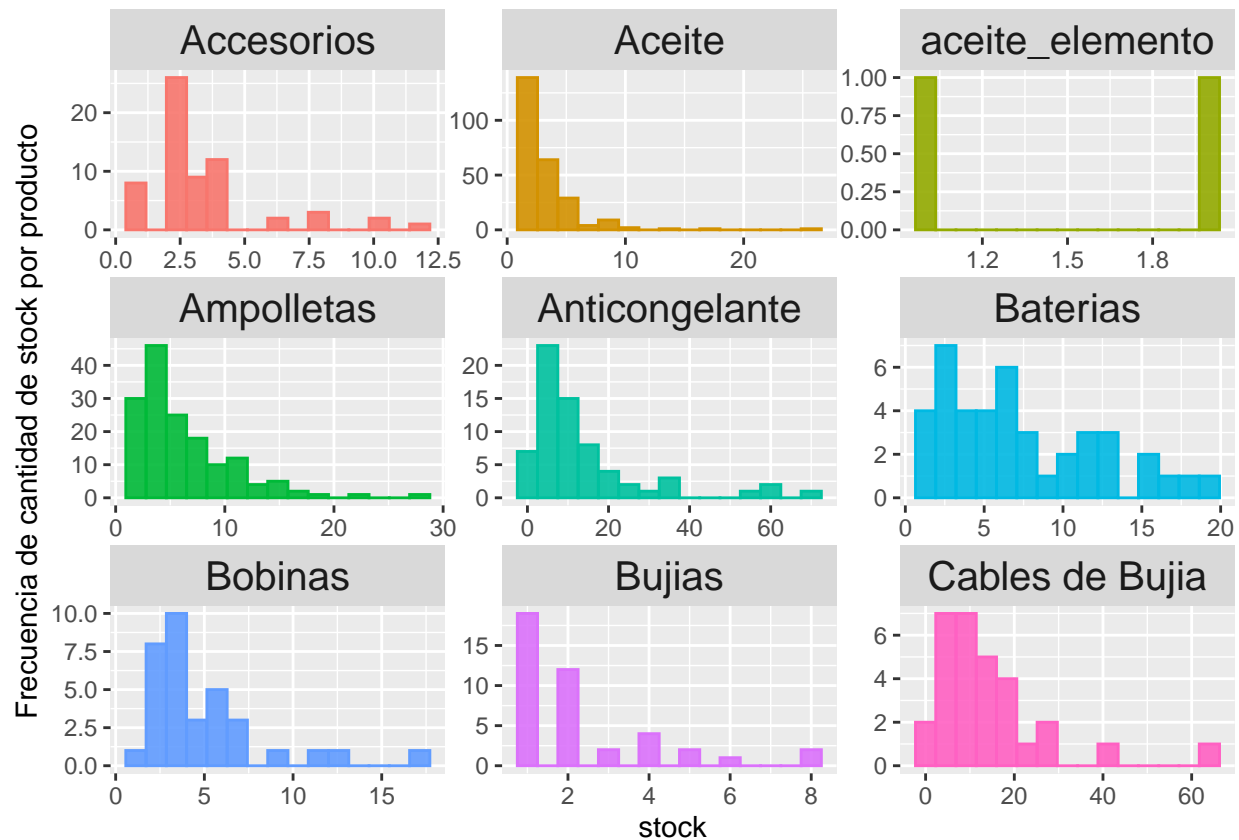 Accesorios
Aceite
aceite_elemento
20
10
0
0.0 2.5 5.0 7.5 10.0 12.5
100
50
0
0 10 20
1.00
0.75
0.50
0.25
0.00
1.2 1.5 1.8
Ampolletas
Anticongelante
Baterias
40
30
20
10
0
0 10 20 30
20
15
10
5
0
0 20 40 60
6
4
2
0
0 5 10 15 20
Bobinas
Bujias
Cables de Bujia
10.0
7.5
5.0
2.5
0.0
0 5 10 15
15
10
5
0
2 4 6 8
6
4
2
0
0 20 40 60
stock
Frecuencia de cantidad de stock por producto